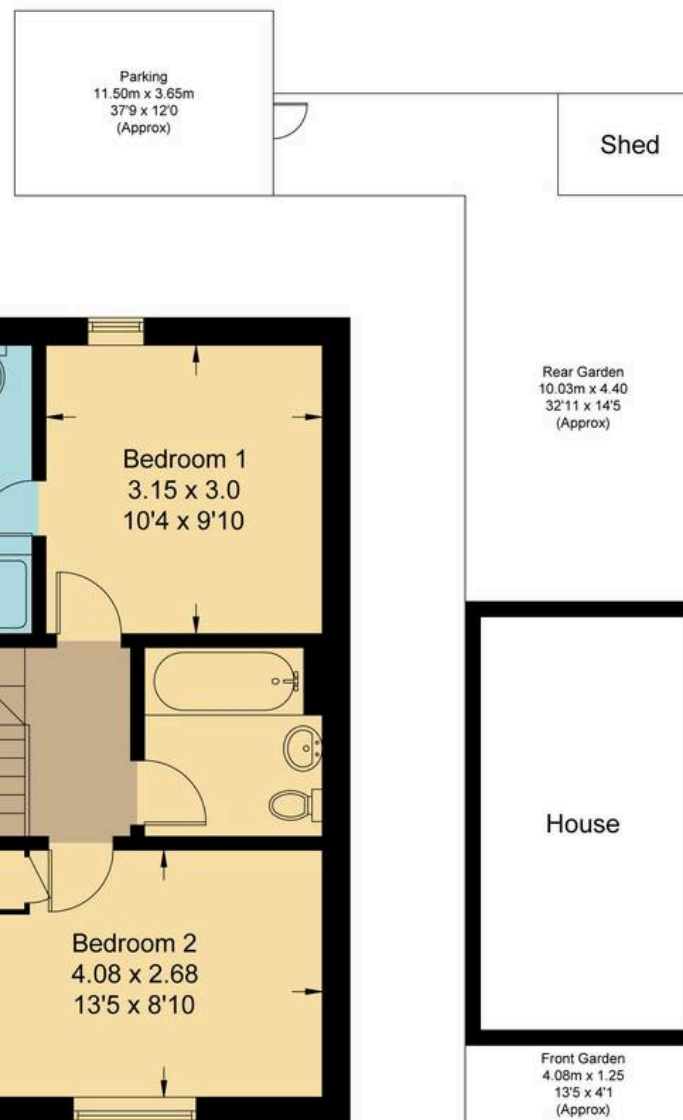 Parking
11.50m x 3.65m
37'9 x 12'0
(Approx)
Shed
Rear Garden
10.03m x 4.40
32'11 x 14'5
(Approx)
Bedroom 1
3.15 x 3.0
10'4 x 9'10
House
Bedroom 2
4.08 x 2.68
13'5 x 8'10
Front Garden
4.08m x 1.25
13'5 x 4'1
(Approx)